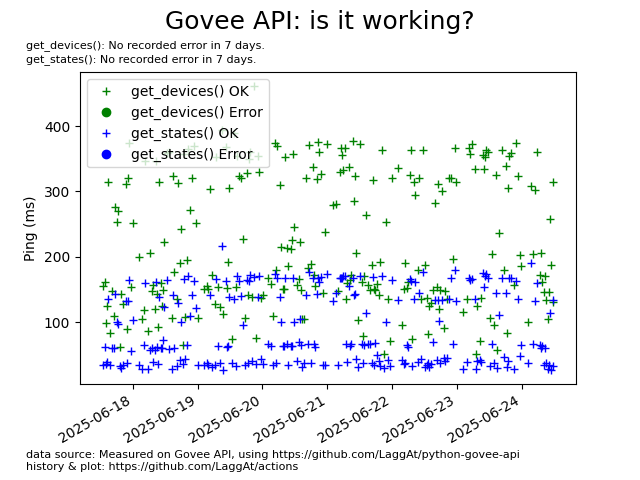 Govee API: is it working?
get_devices(): No recorded error in 7 days.
get_states(): No recorded error in 7 days.
get_devices() OK
get_devices() Error
get_states() OK
get_states() Error
Ping (ms)
400
300
200
100
2025-06-18
2025-06-19
2025-06-20
2025-06-21
2025-06-22
2025-06-23
2025-06-24
data source: Measured on Govee API, using https://github.com/LaggAt/python-govee-api
history & plot: https://github.com/LaggAt/actions